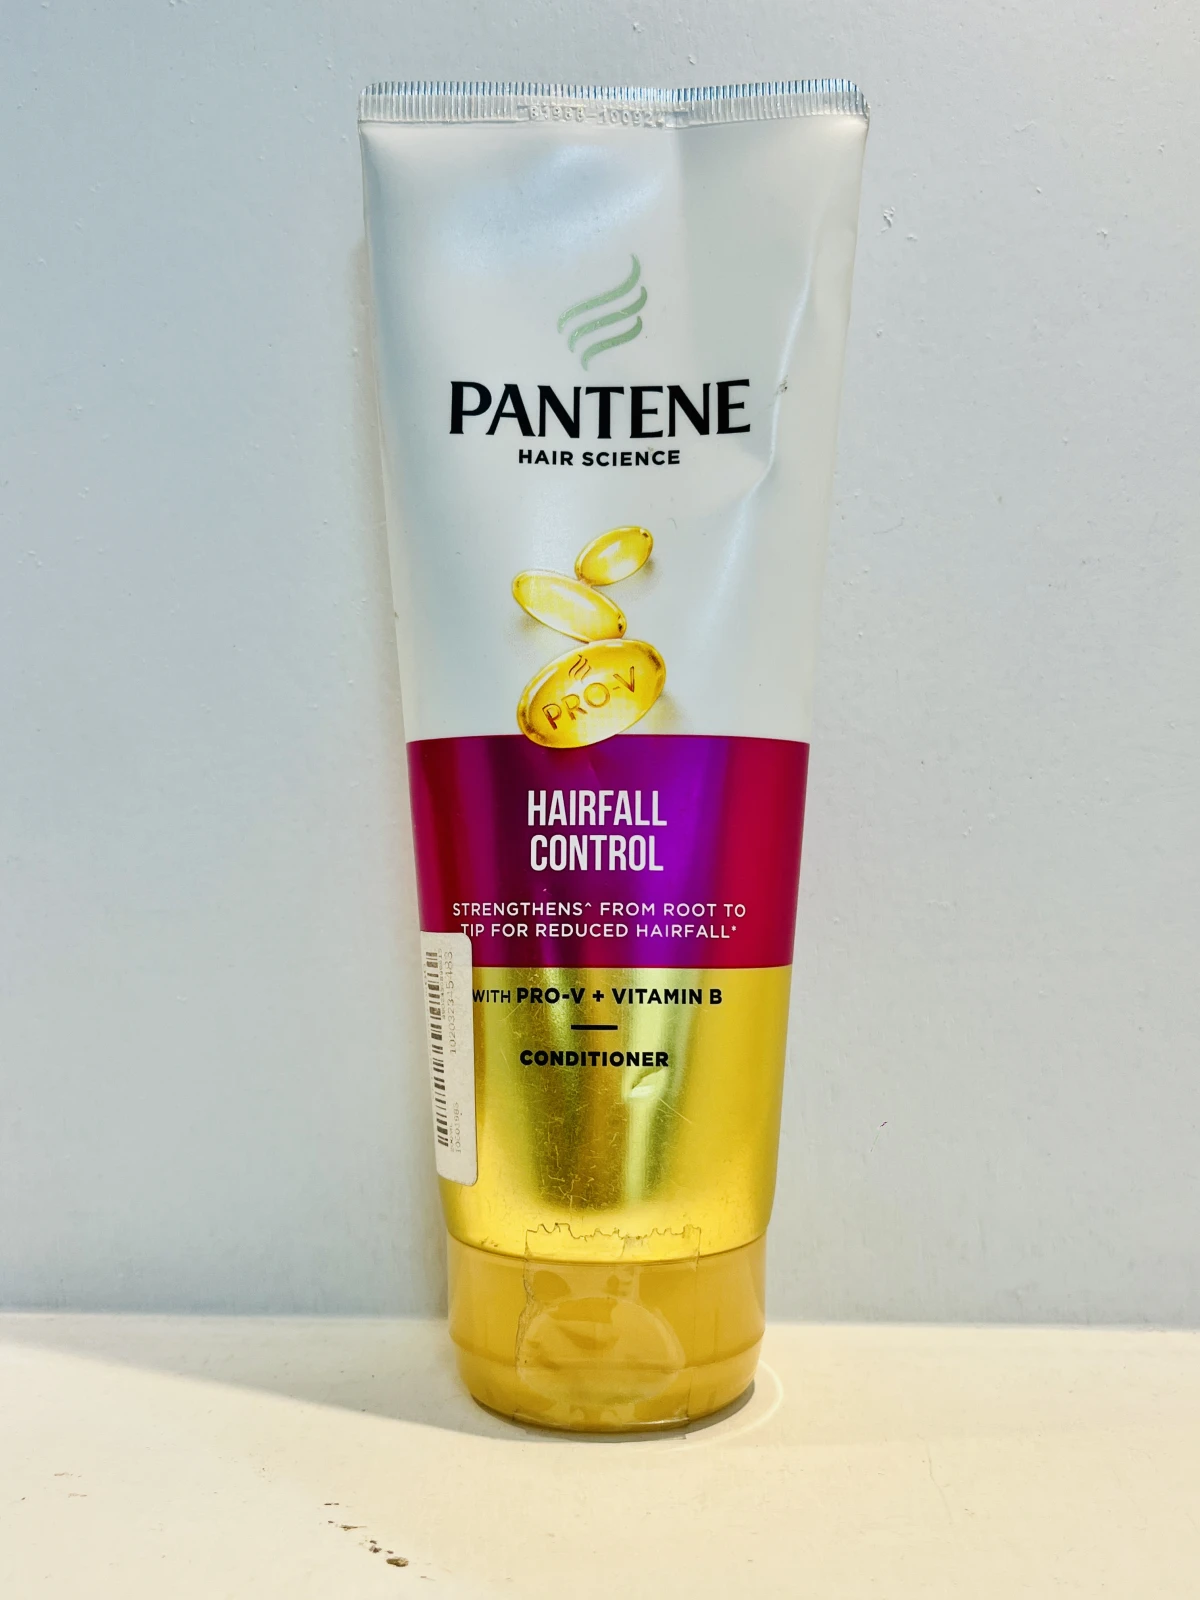 PANTENE
HAIR SCIENCE
PRO-V
HAIRFALL
CONTROL
STRENGTHENS^ FROM ROOT TO
TIP FOR REDUCED HAIRFALL*
WITH PRO-V + VITAMIN B
CONDITIONER